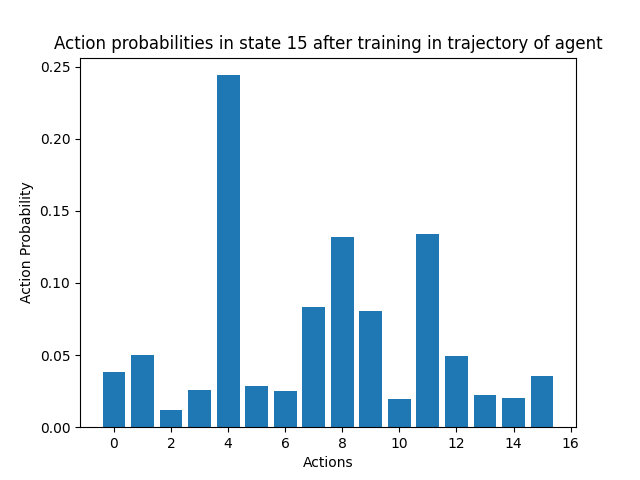 Action probabilities in state 15 after training in trajectory of agent
0.25
0.20
0.15
0.10
0.05
0.00
Action Probability
0 2 4 6 8 10 12 14 16
Actions